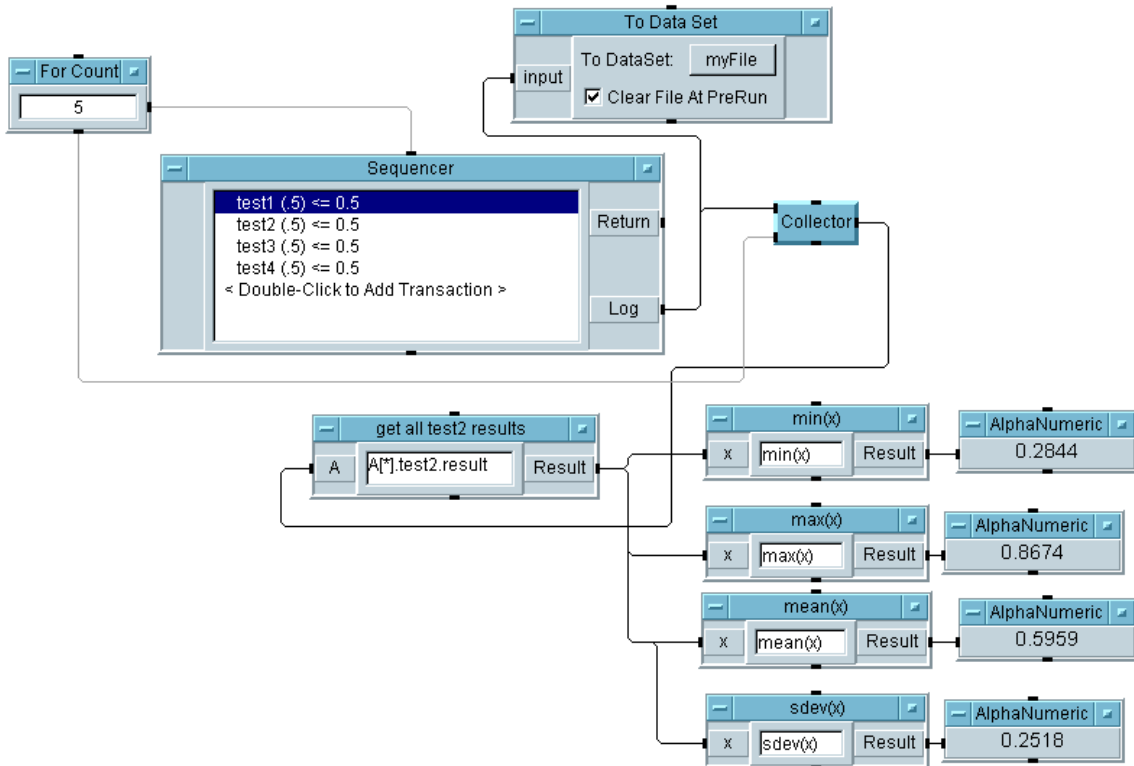 To Data Set
input
To DataSet:
myFile
Clear File At PreRun
For Count
5
Sequencer
test1 (.5) <= 0.5
test2 (.5) <= 0.5
test3 (.5) <= 0.5
test4 (.5) <= 0.5
< Double-Click to Add Transaction >
Return
Log
Collector
get all test2 results
A
A[*].test2.result
Result
min(x)
x
min(x)
Result
AlphaNumeric
0.2844
max(x)
x
max(x)
Result
AlphaNumeric
0.8674
mean(x)
x
mean(x)
Result
AlphaNumeric
0.5959
sdev(x)
x
sdev(x)
Result
AlphaNumeric
0.2518